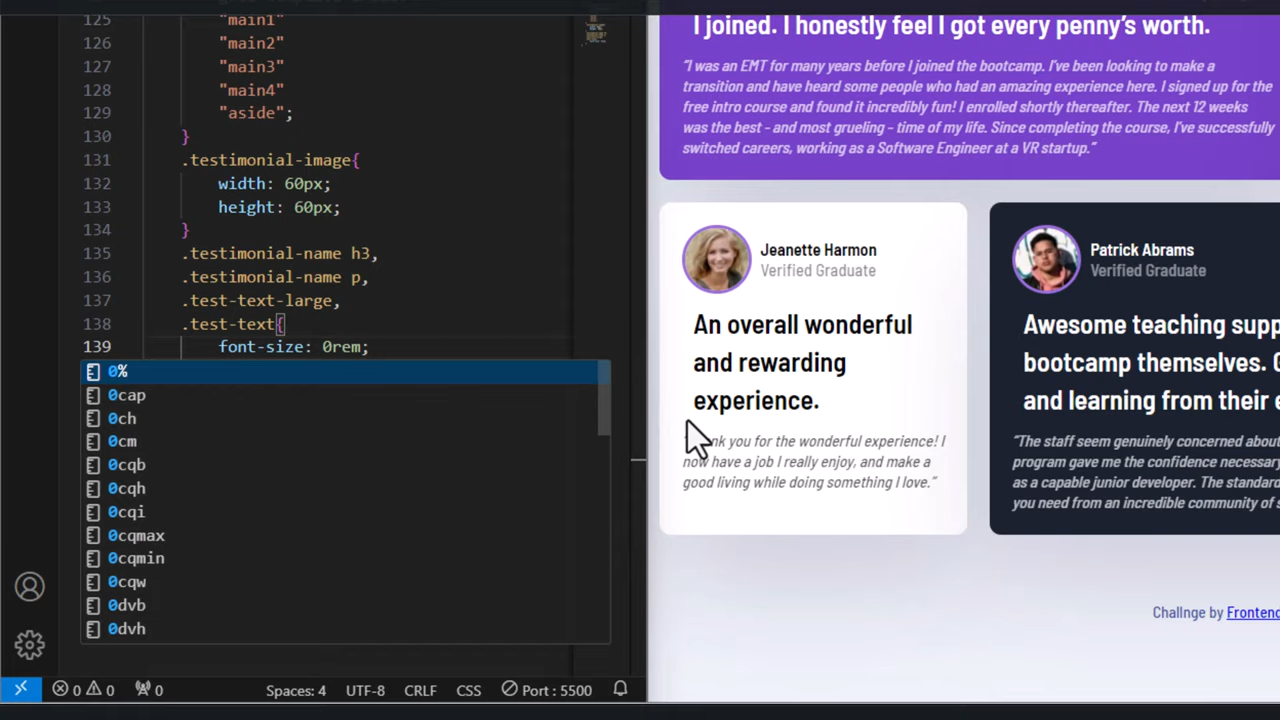 125
"main1"
126
"main2"
127
"main3"
128
"main4"
129
"aside";
130
}
131
.testimonial-image{
132
width: 60px;
133
height: 60px;
134
}
135
.testimonial-name h3,
136
.testimonial-name p,
137
.test-text-large,
138
.test-text{
139
font-size: 0rem;
0%
0cap
0ch
0cm
0cqb
0cqh
0cqi
0cqmax
0cqmin
0cqw
0dvb
0dvh
0 0 0
Spaces: 4
UTF-8
CRLF
CSS
Port : 5500
I joined. I honestly feel I got every penny’s worth.
“I was an EMT for many years before I joined the bootcamp. I’ve been looking to make a
transition and have heard some people who had an amazing experience here. I signed up for the
free intro course and found it incredibly fun! I enrolled shortly thereafter. The next 12 weeks
was the best - and most grueling - time of my life. Since completing the course, I’ve successfully
switched careers, working as a Software Engineer at a VR startup.”
Jeanette Harmon
Verified Graduate
An overall wonderful
and rewarding
experience.
you for the wonderful experience! I
now have a job I really enjoy, and make a
good living while doing something I love.”
Patrick Abrams
Verified Graduate
Awesome teaching supp
bootcamp themselves. G
and learning from their e
“The staff seem genuinely concerned about
program gave me the confidence necessary
as a capable junior developer. The standard
you need from an incredible community of s
Challnge by Frontend